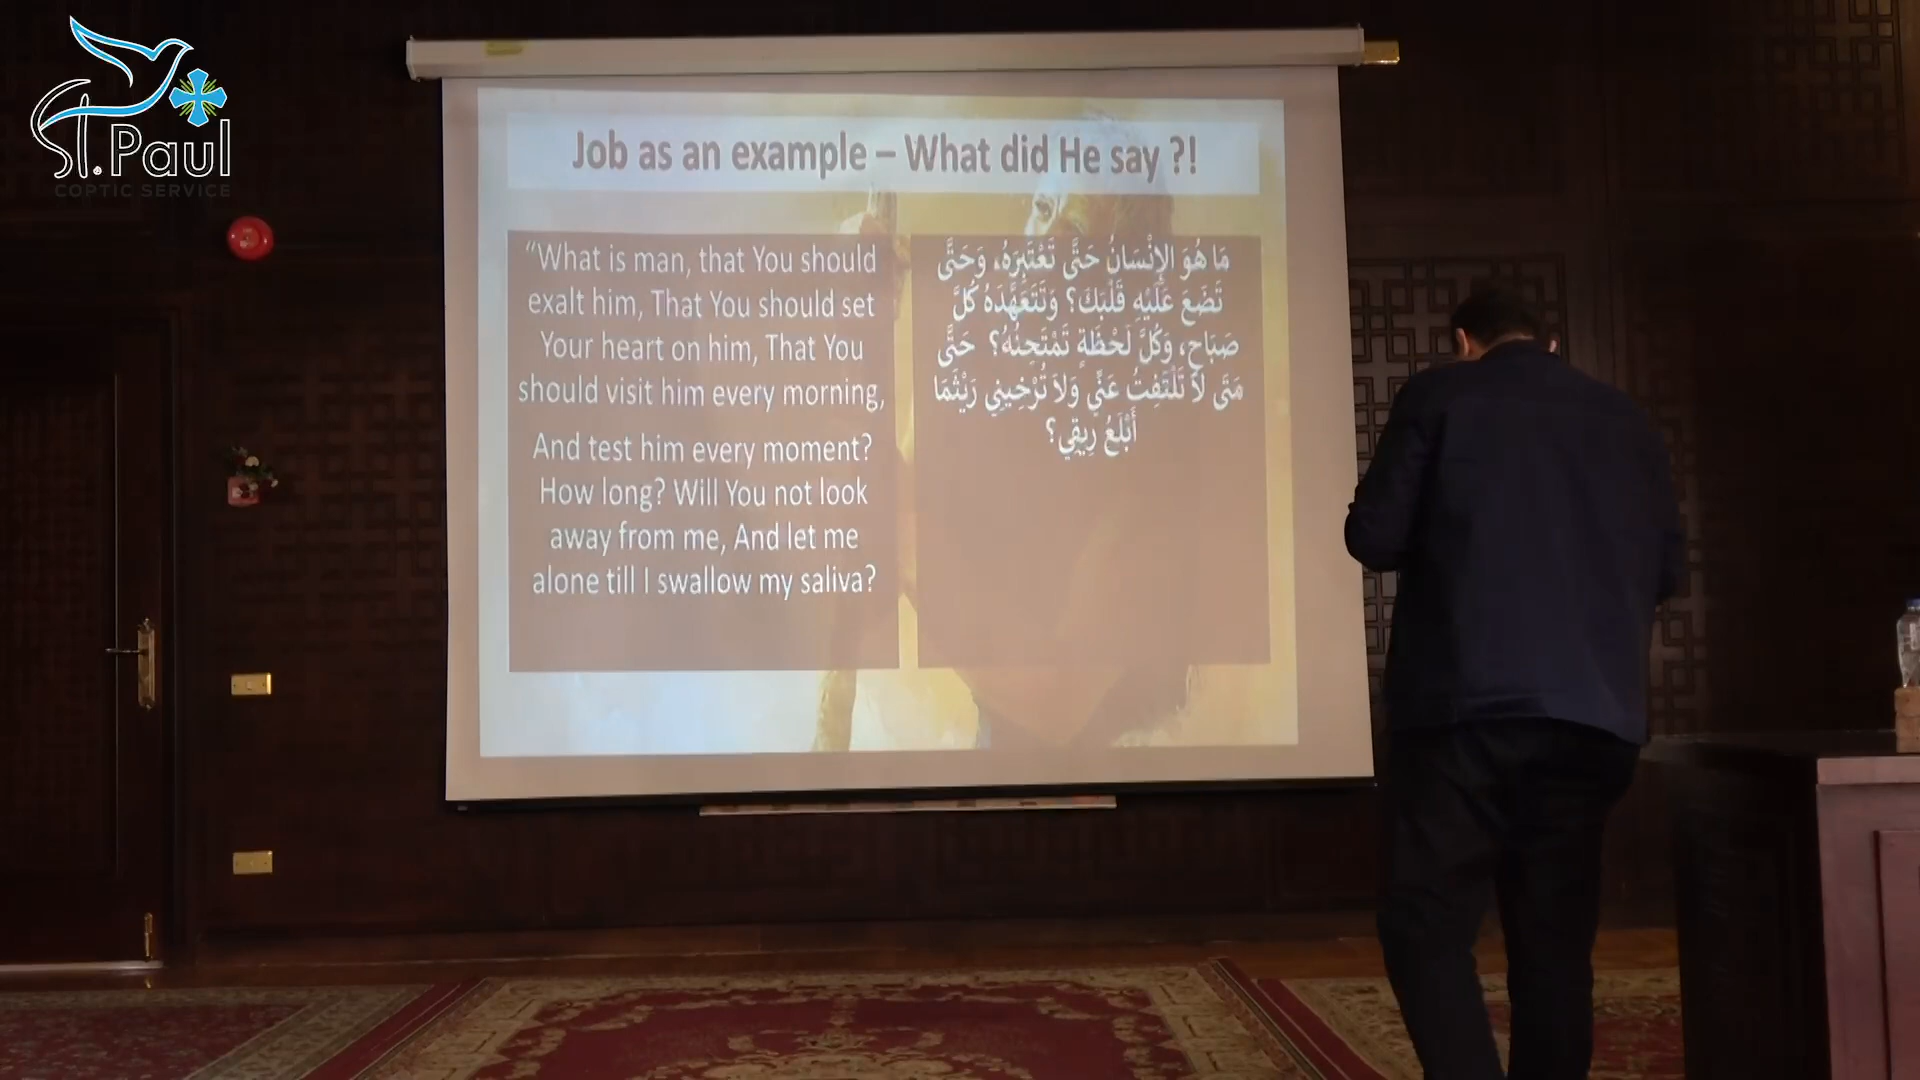 St.Paul
COPTIC SERVICE
Job as an example – What did He say ?!
“What is man, that You should
exalt him, That You should set
Your heart on him, That You
should visit him every morning,
And test him every moment?
How long? Will You not look
away from me, And let me
alone till I swallow my saliva?
مَا هُوَ الإِنْسَانُ حَتَّى تَعْتَبِرَهُ، وَحَتَّى
تَضَعَ عَلَيْهِ قَلْبَكَ؟ وَتَتَعَهَّدَهُ كُلَّ
صَبَاحٍ، وَكُلَّ لَحْظَةٍ تَمْتَحِنُهُ؟ حَتَّى
مَتَى لاَ تَلْتَفِتُ عَنِّي وَلاَ تُرْخِينِي رَيْثَمَا
أَبْلَعُ رِيقِي؟